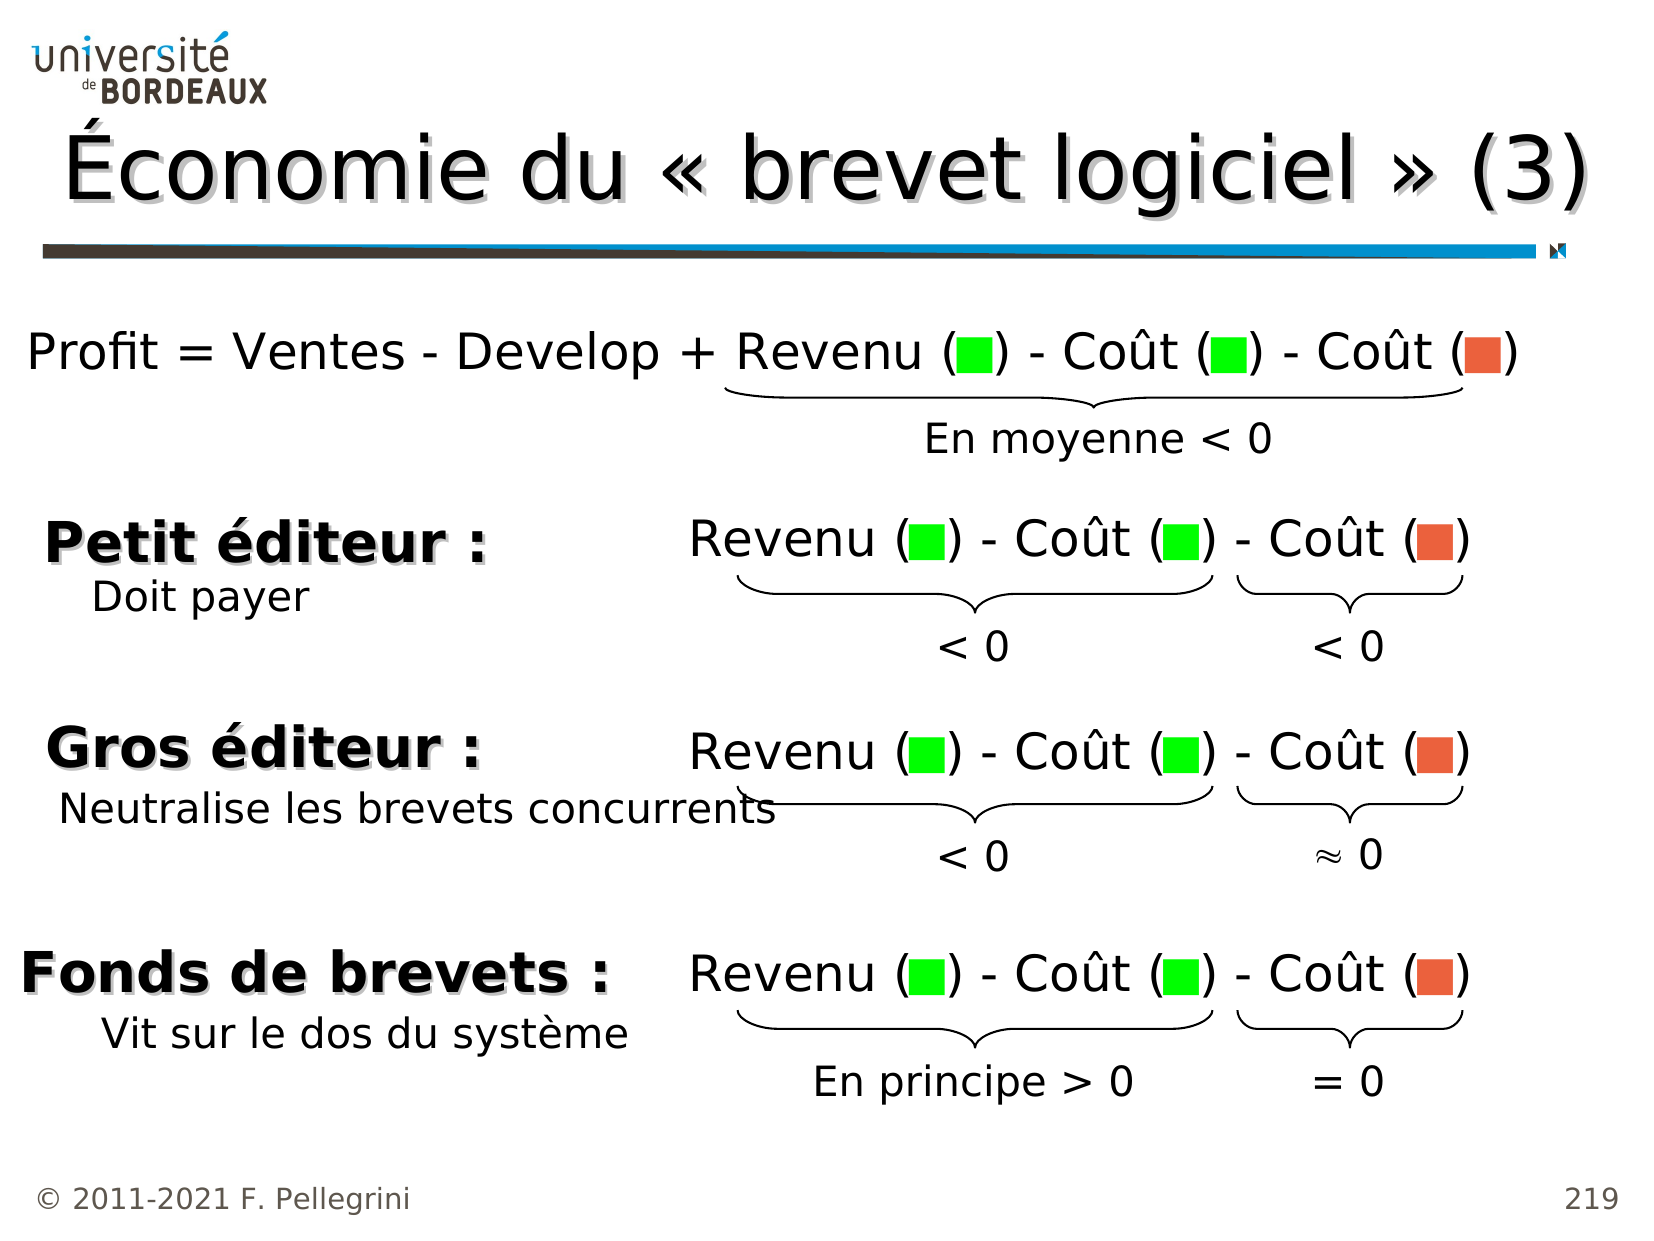 université
de BORDEAUX
Économie du « brevet logiciel » (3)
Profit = Ventes - Develop + Revenu (■) - Coût (■) - Coût (■)
En moyenne < 0
Petit éditeur :
Revenu (■) - Coût (■) - Coût (■)
Doit payer
< 0 < 0
Gros éditeur :
Revenu (■) - Coût (■) - Coût (■)
Neutralise les brevets concurrents
< 0 ≈ 0
Fonds de brevets :
Revenu (■) - Coût (■) - Coût (■)
Vit sur le dos du système
En principe > 0 = 0
© 2011-2021 F. Pellegrini 219